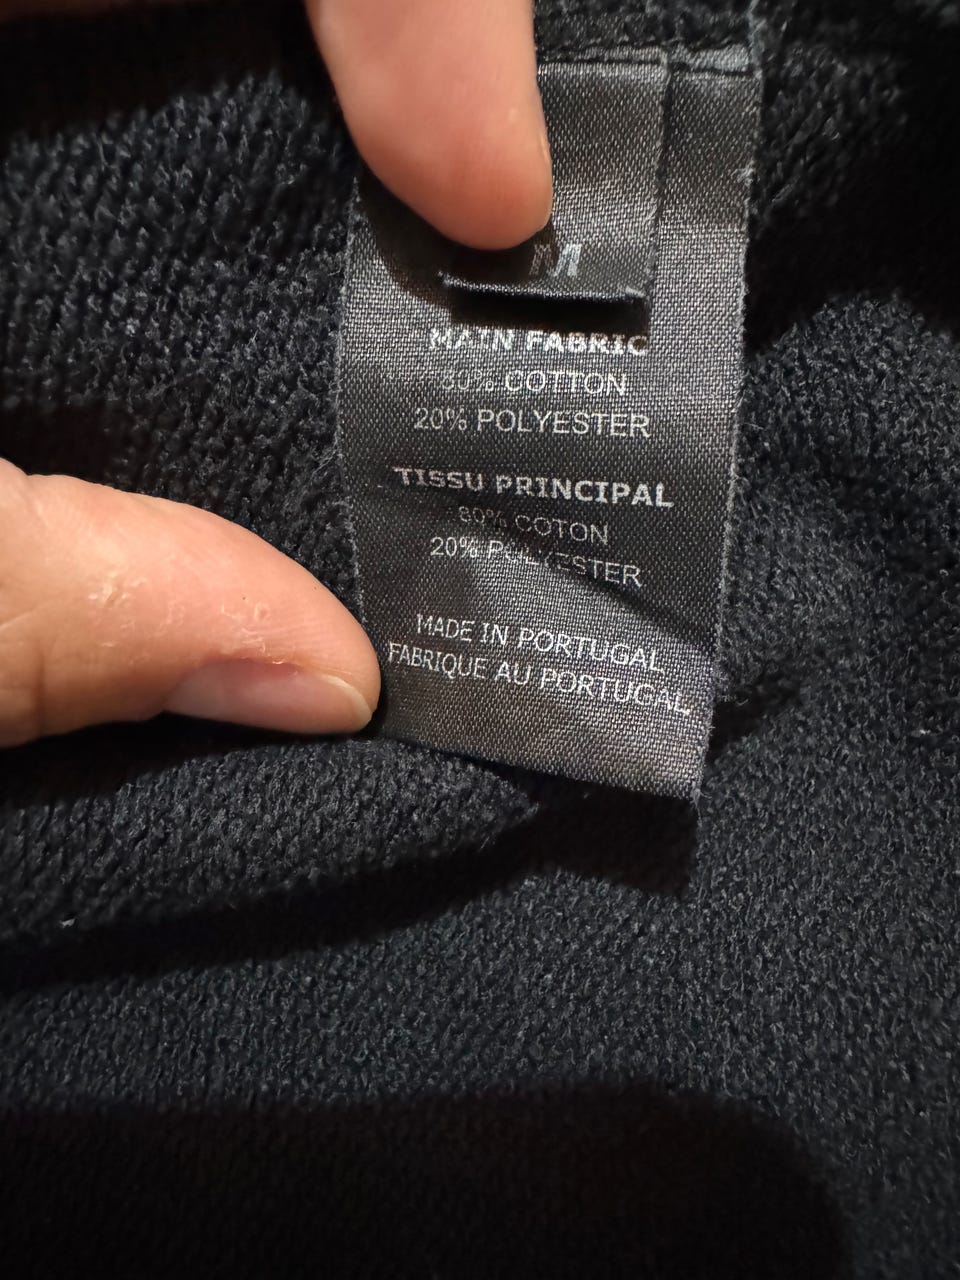 M
MAIN FABRIC
80% COTTON
20% POLYESTER
TISSU PRINCIPAL
80% COTON
20% POLYESTER
MADE IN PORTUGAL
FABRIQUE AU PORTUGAL